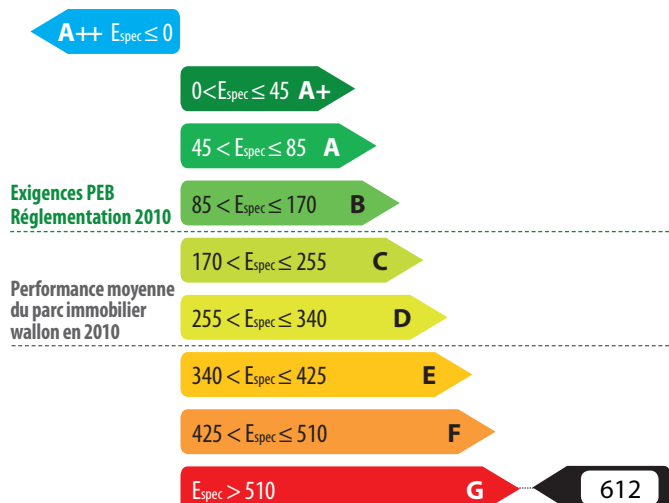 A++ Espec ≤ 0
0<Espec ≤ 45 A+
45 < Espec ≤ 85 A
Exigences PEB
Réglementation 2010
85 < Espec ≤ 170 B
170 < Espec ≤ 255 C
Performance moyenne
du parc immobilier
wallon en 2010
255 < Espec ≤ 340 D
340 < Espec ≤ 425 E
425 < Espec ≤ 510 F
Espec > 510 G 612